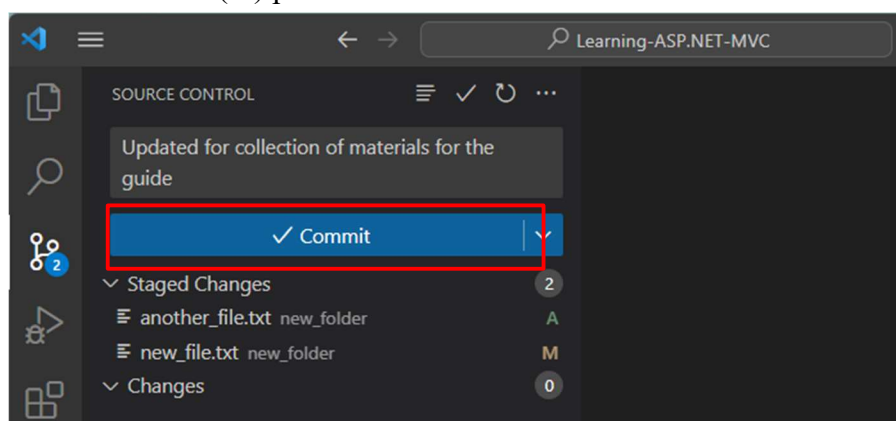 Learning-ASP.NET-MVC
SOURCE CONTROL
Updated for collection of materials for the
guide
Commit
2
Staged Changes 2
another_file.txt new_folder A
new_file.txt new_folder M
Changes 0